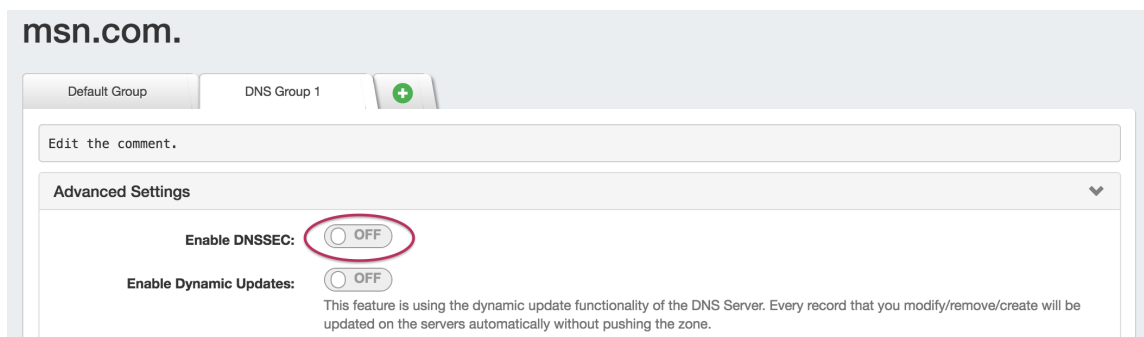 msn.com.
Default Group
DNS Group 1
Edit the comment.
Advanced Settings
Enable DNSSEC: OFF
Enable Dynamic Updates: OFF
This feature is using the dynamic update functionality of the DNS Server. Every record that you modify/remove/create will be
updated on the servers automatically without pushing the zone.